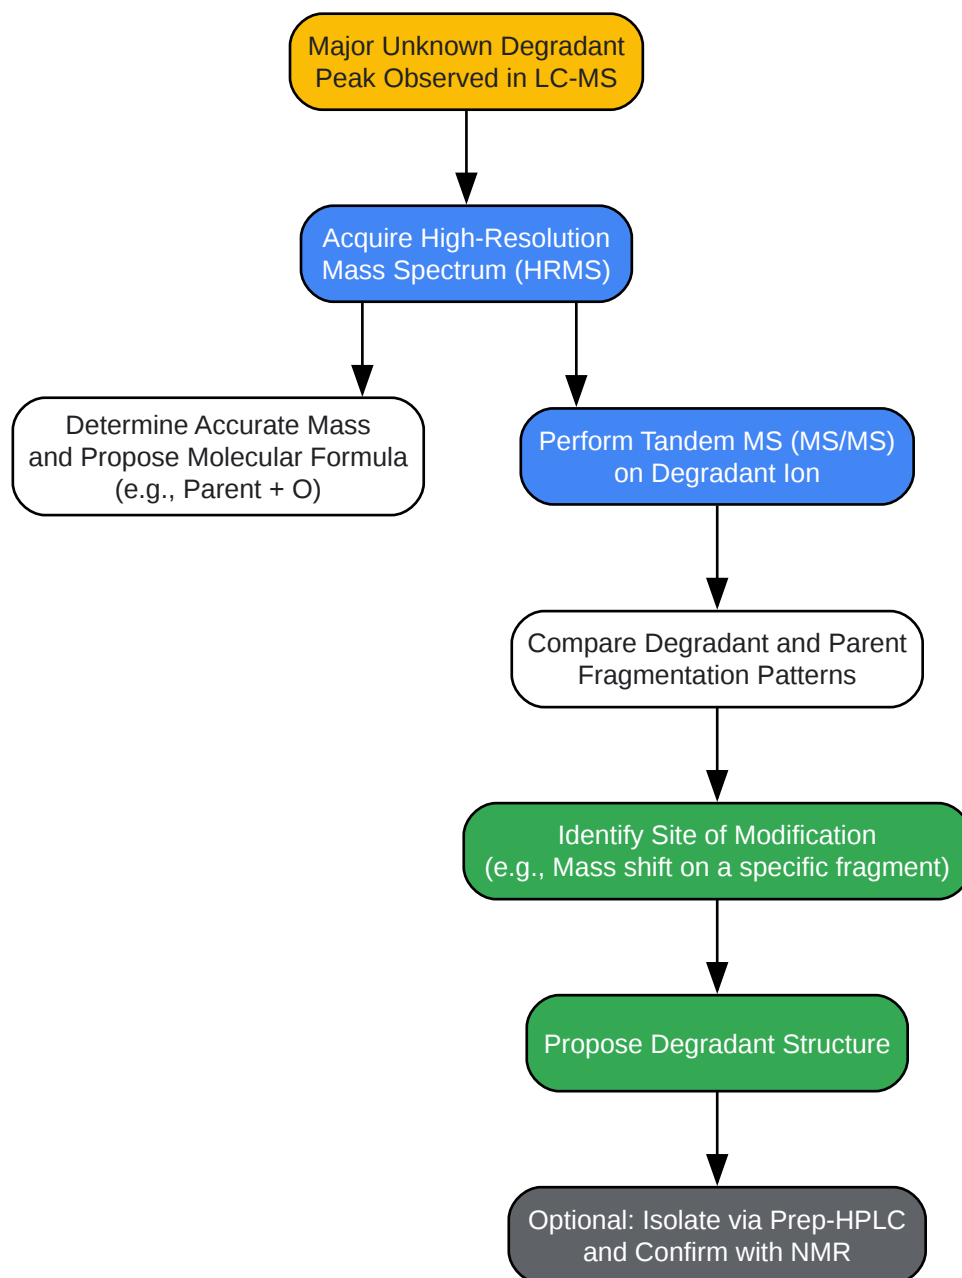 Major Unknown Degradant
Peak Observed in LC-MS
Acquire High-Resolution
Mass Spectrum (HRMS)
Determine Accurate Mass
and Propose Molecular Formula
(e.g., Parent + O)
Perform Tandem MS (MS/MS)
on Degradant Ion
Compare Degradant and Parent
Fragmentation Patterns
Identify Site of Modification
(e.g., Mass shift on a specific fragment)
Propose Degradant Structure
Optional: Isolate via Prep-HPLC
and Confirm with NMR